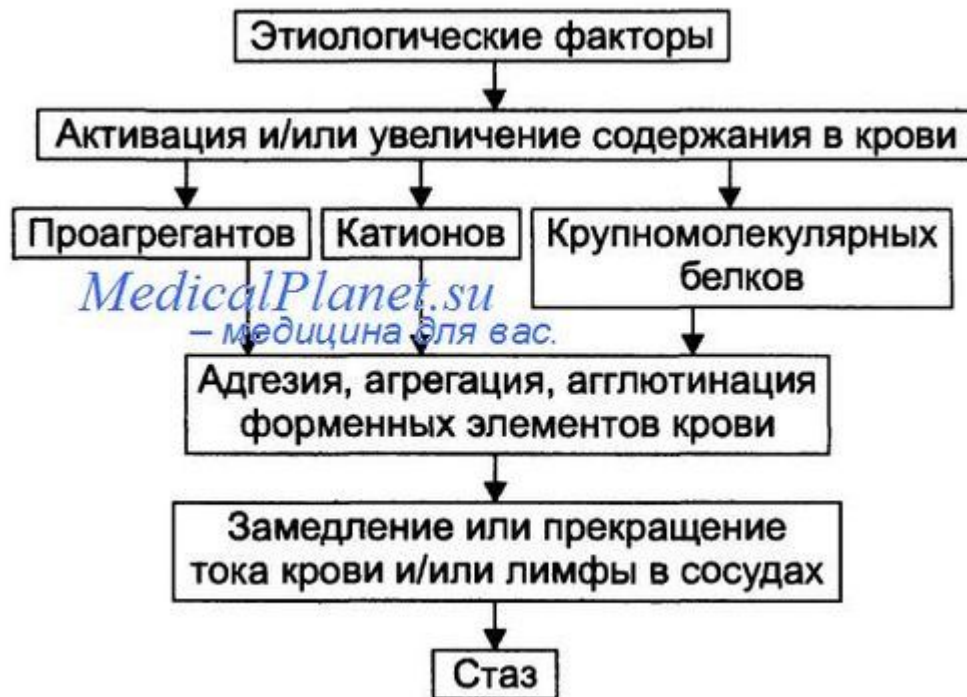 Этиологические факторы
Активация и/или увеличение содержания в крови
Проагрегантов
Катионов
Крупномолекулярных
белков
MedicalPlanet.su
– медицина для вас.
Адгезия, агрегация, агглютинация
форменных элементов крови
Замедление или прекращение
тока крови и/или лимфы в сосудах
Стаз